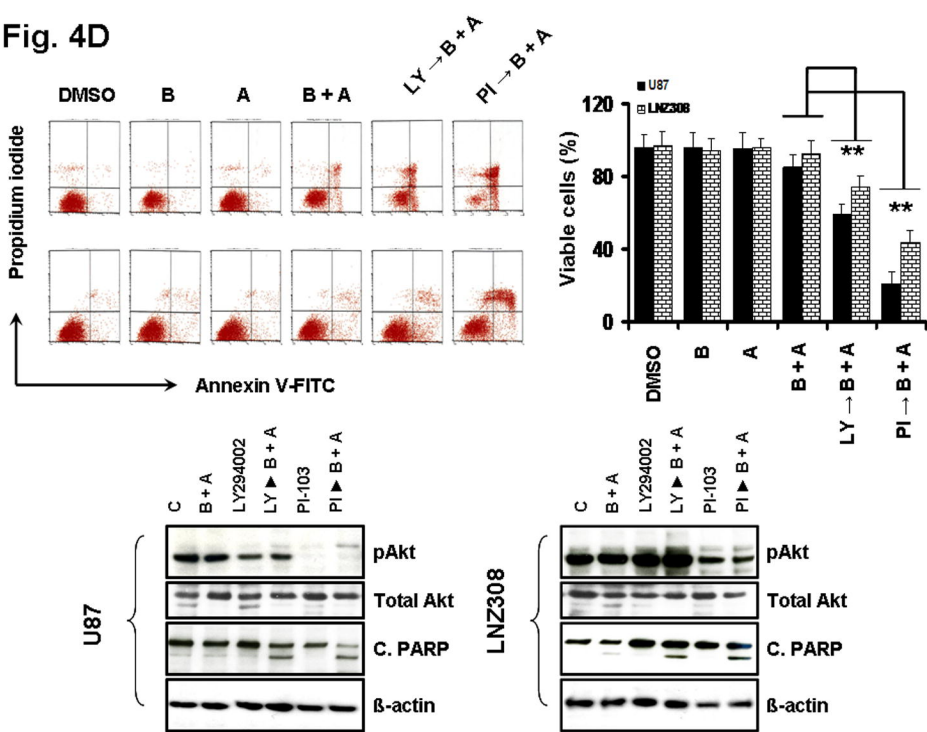 Fig. 4D
DMSO
B
A
B + A
LY → B + A
PI → B + A
Propidium iodide
Annexin V-FITC
U87
LNZ308
Viable cells (%)
120
80
40
0
**
**
DMSO
B
A
B + A
LY → B + A
PI → B + A
C
B + A
LY294002
LY ► B + A
PI-103
PI ► B + A
U87
pAkt
Total Akt
C. PARP
ß-actin
C
B + A
LY294002
LY ► B + A
PI-103
PI ► B + A
LNZ308
pAkt
Total Akt
C. PARP
ß-actin